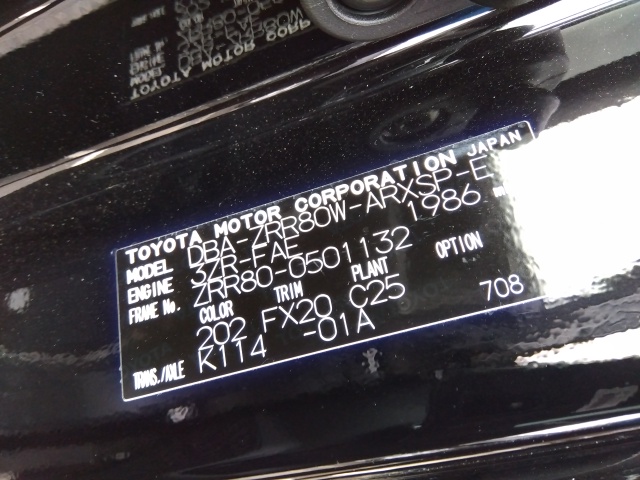 TOYOTA MOTOR CORPORATION JAPAN
MODEL DBA-ZRR80W-ARXSP-E
ENGINE 3ZR-FAE 1986
FRAME No. ZRR80-0501132
COLOR TRIM PLANT OPTION
202 FX20 C25
TRANS./AXLE K114 -01A 708